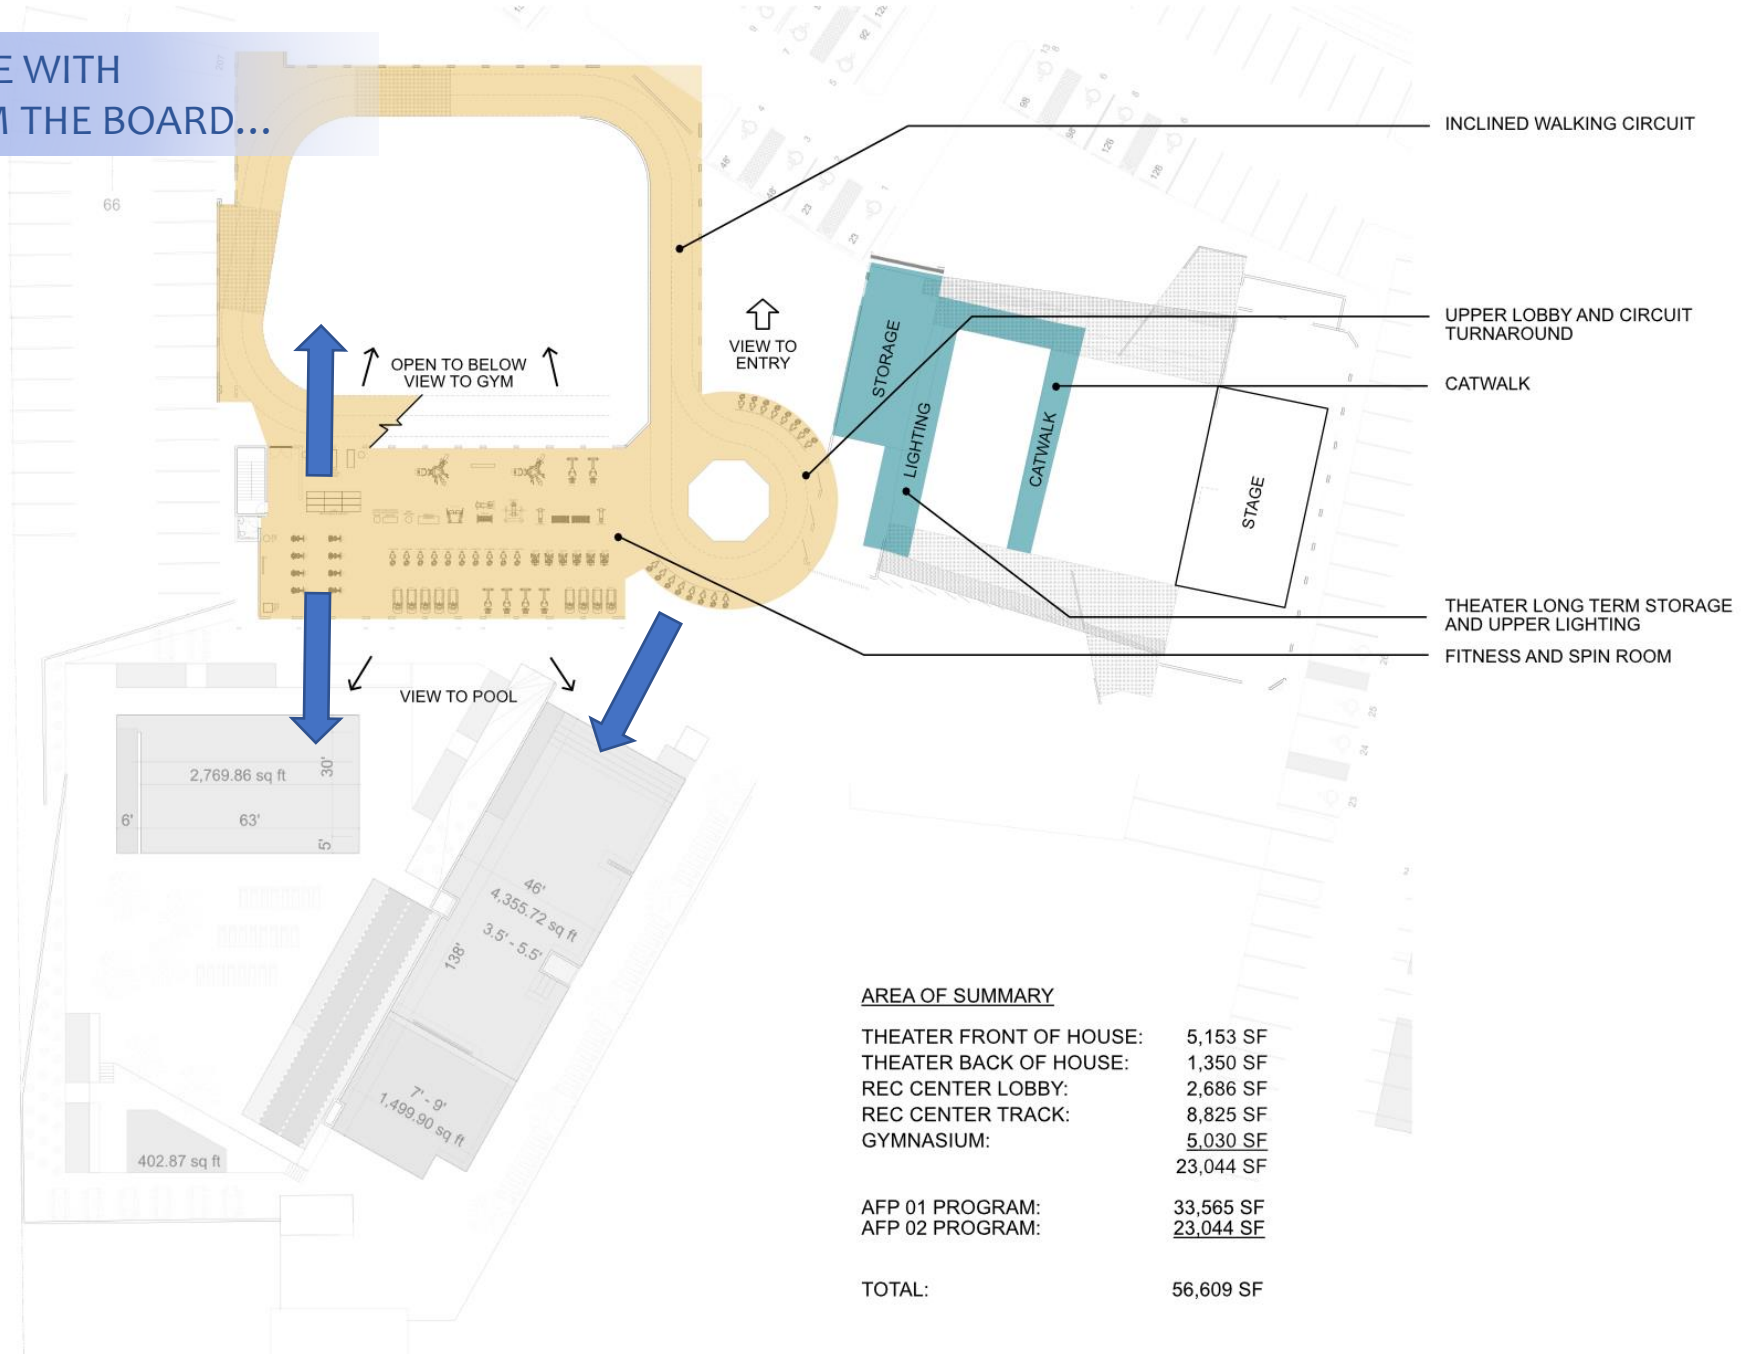 E WITH
M THE BOARD...
INCLINED WALKING CIRCUIT
UPPER LOBBY AND CIRCUIT
TURNAROUND
CATWALK
THEATER LONG TERM STORAGE
AND UPPER LIGHTING
FITNESS AND SPIN ROOM
66
OPEN TO BELOW
VIEW TO GYM
VIEW TO
ENTRY
STORAGE
LIGHTING
CATWALK
STAGE
VIEW TO POOL
2,769.86 sq ft
30'
6'
63'
5'
46'
4,355.72 sq ft
3.5' - 5.5'
138'
7' - 9'
1,499.90 sq ft
402.87 sq ft
AREA OF SUMMARY
THEATER FRONT OF HOUSE: 5,153 SF
THEATER BACK OF HOUSE: 1,350 SF
REC CENTER LOBBY: 2,686 SF
REC CENTER TRACK: 8,825 SF
GYMNASIUM: 5,030 SF
23,044 SF
AFP 01 PROGRAM: 33,565 SF
AFP 02 PROGRAM: 23,044 SF
TOTAL: 56,609 SF